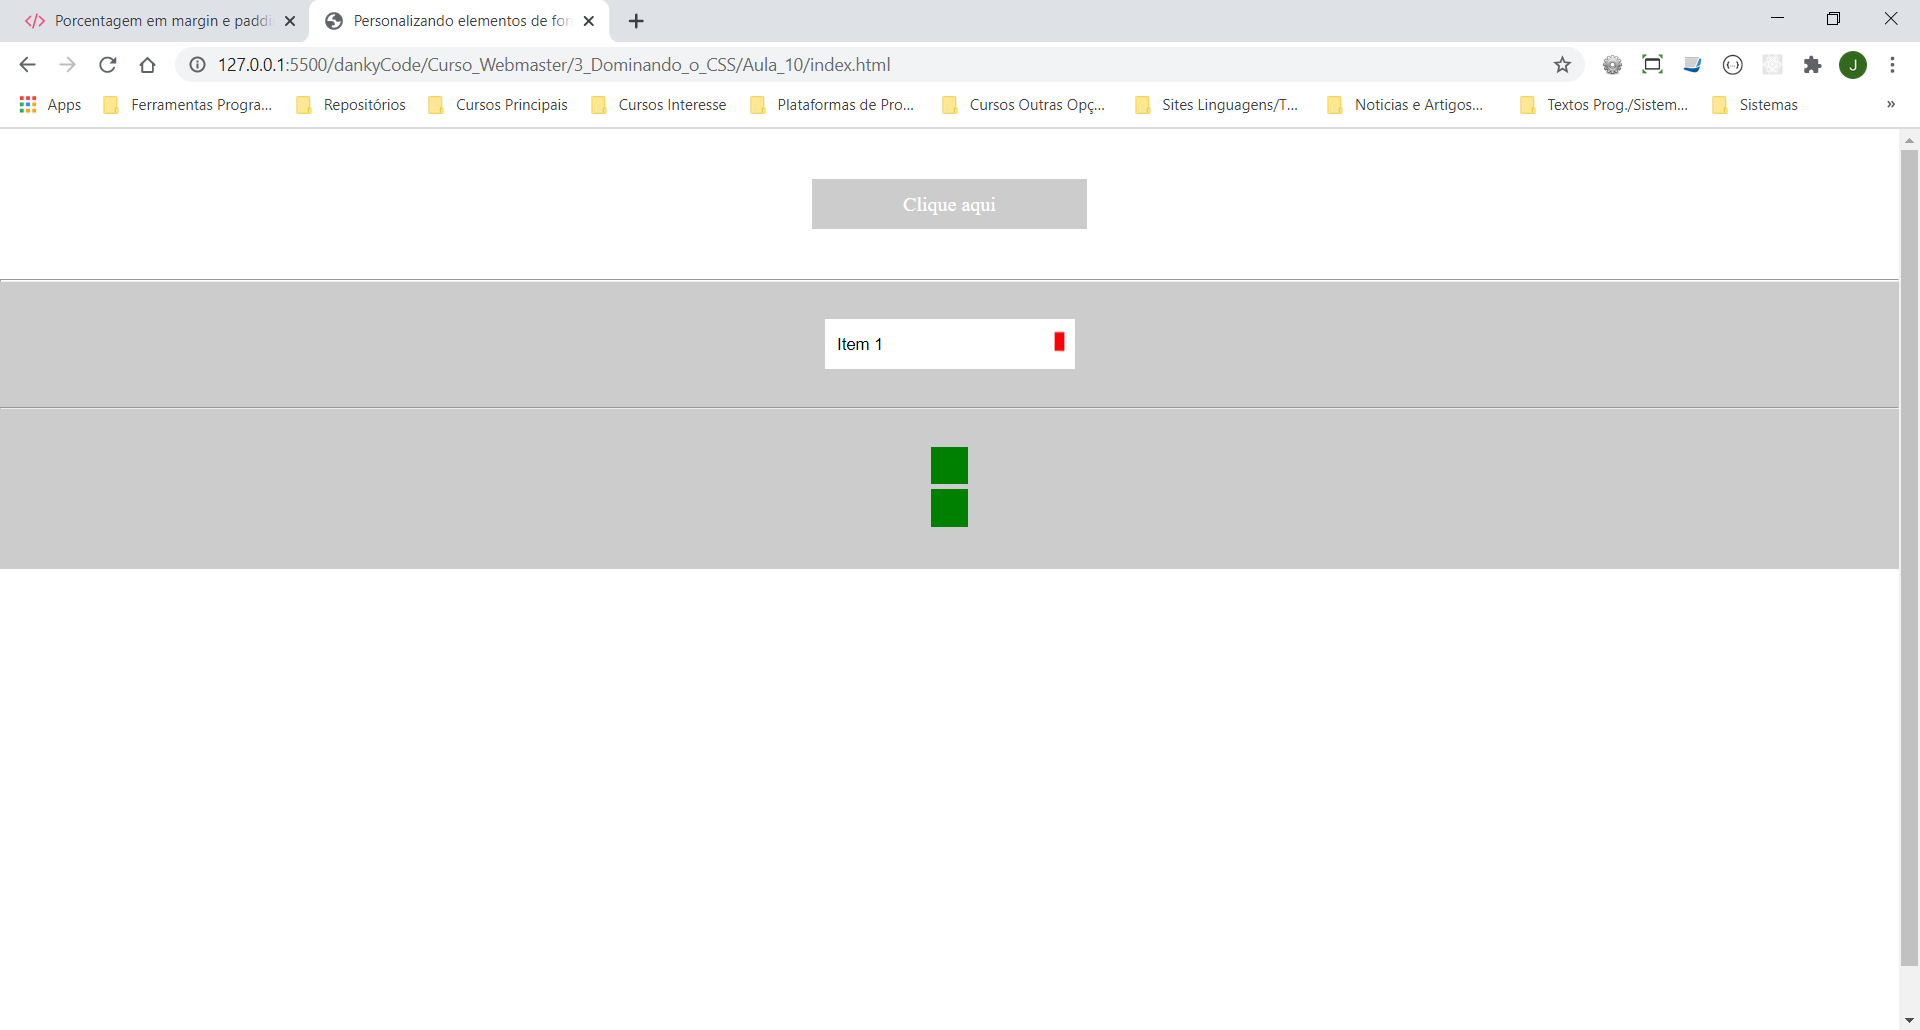 Porcentagem em margin e paddi
Personalizando elementos de for
127.0.0.1:5500/dankyCode/Curso_Webmaster/3_Dominando_o_CSS/Aula_10/index.html
J
Apps Ferramentas Progra... Repositórios Cursos Principais Cursos Interesse Plataformas de Pro... Cursos Outras Opç... Sites Linguagens/T... Noticias e Artigos... Textos Prog./Sistem... Sistemas »
Clique aqui
Item 1